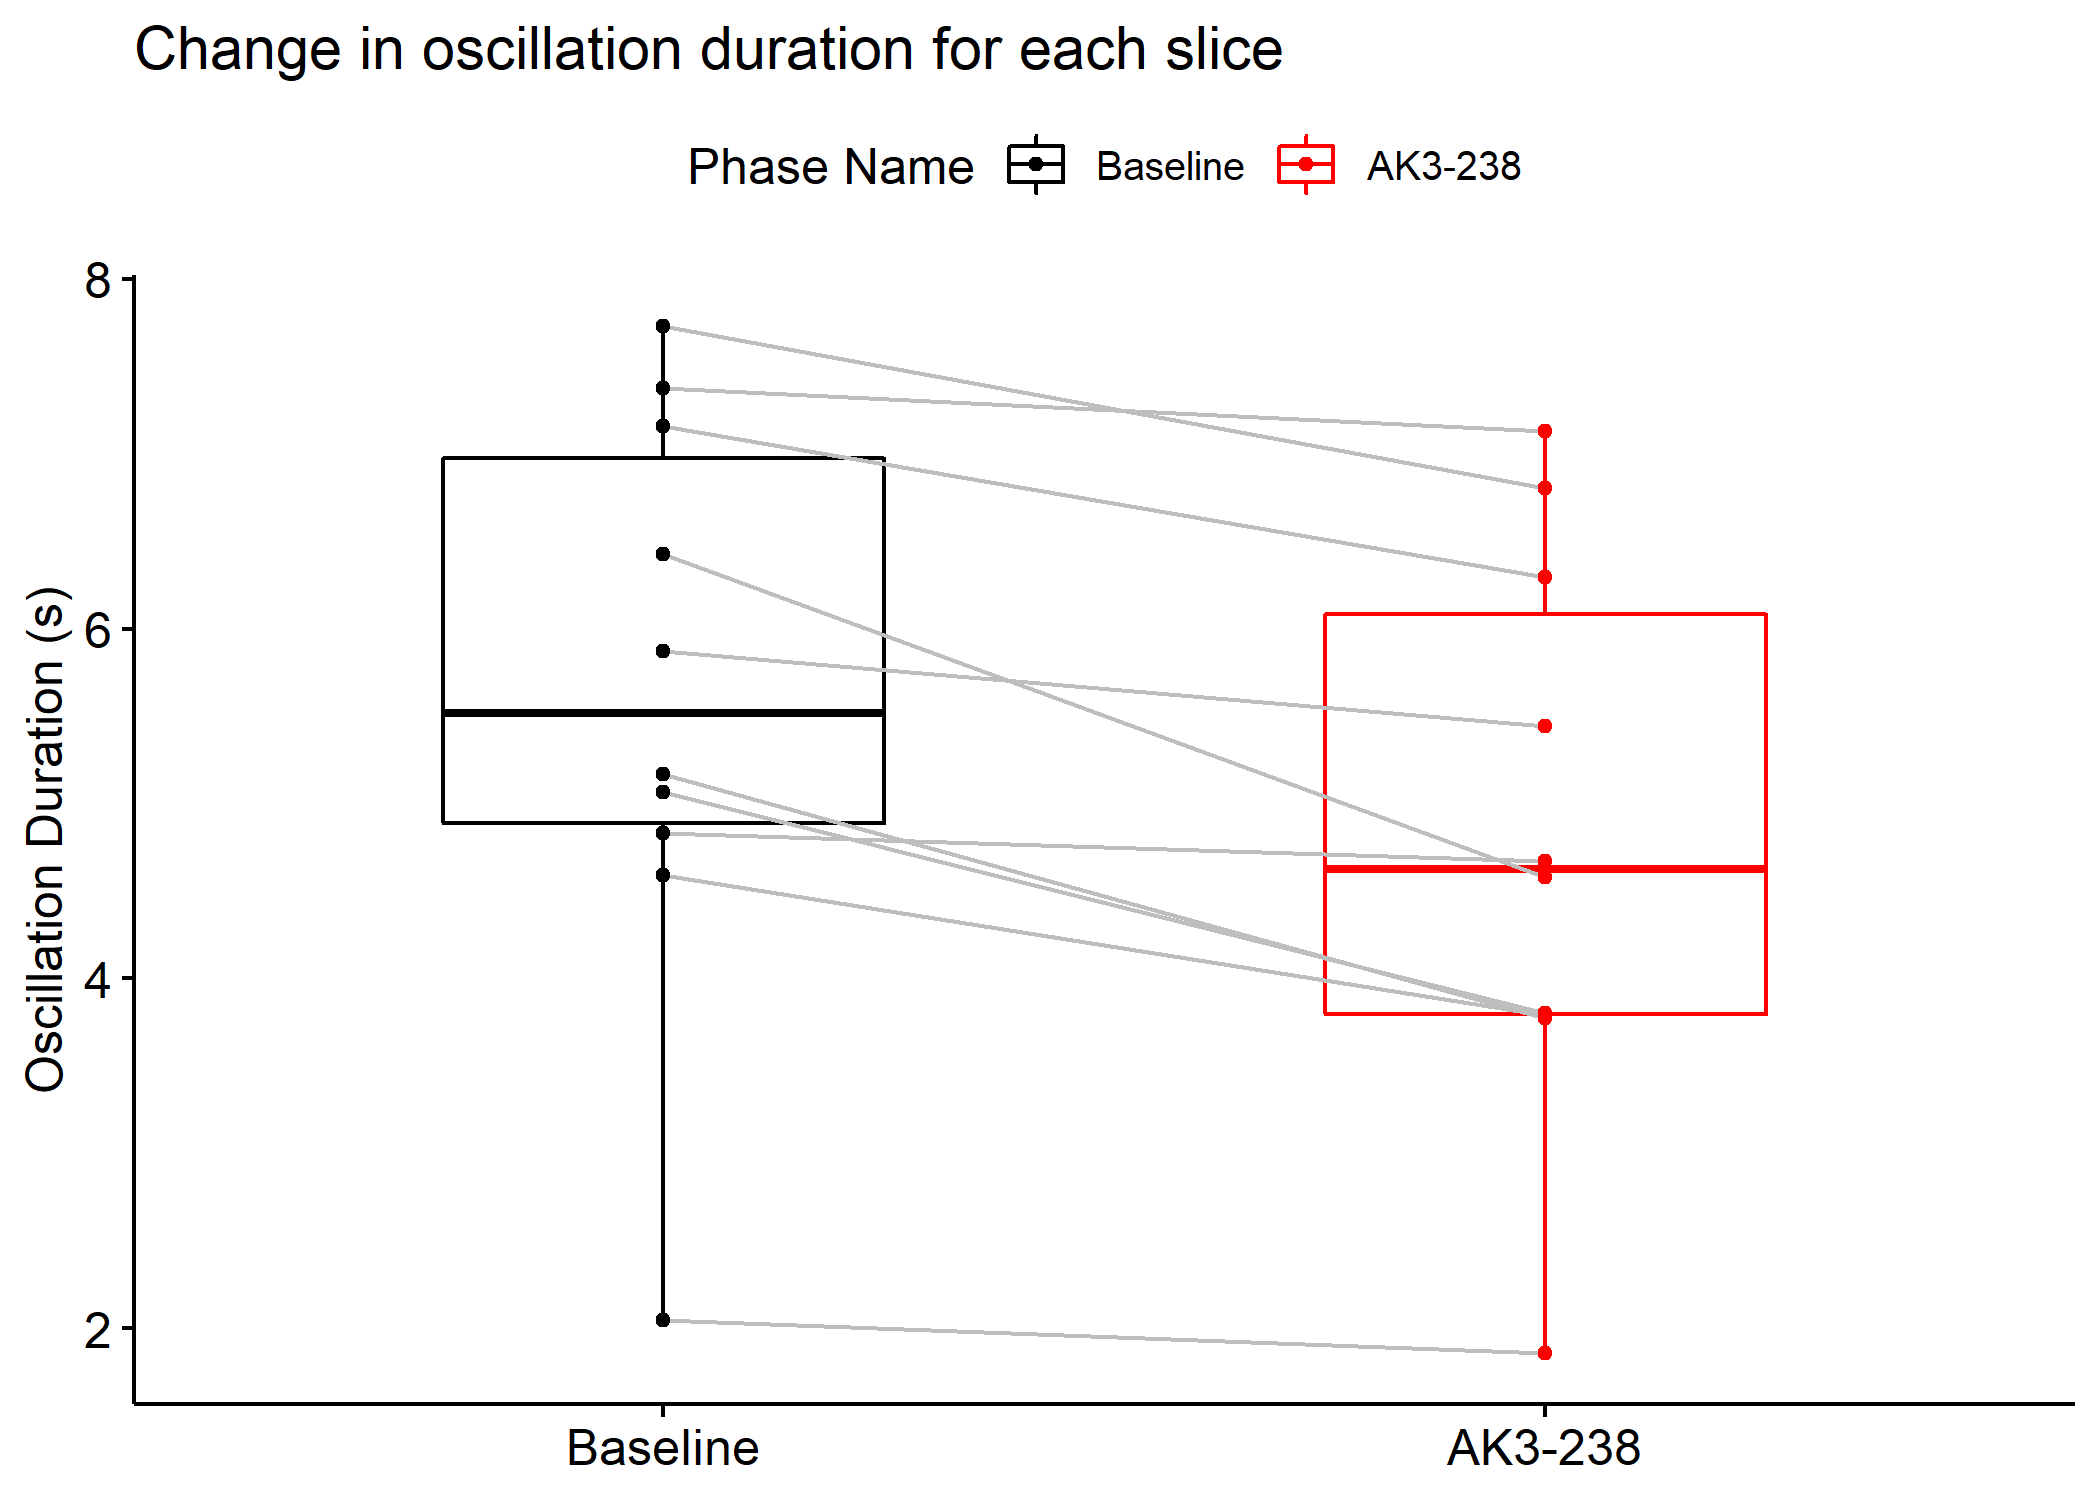 Change in oscillation duration for each slice
Phase Name Baseline AK3-238
Oscillation Duration (s)
8
6
4
2
Baseline AK3-238